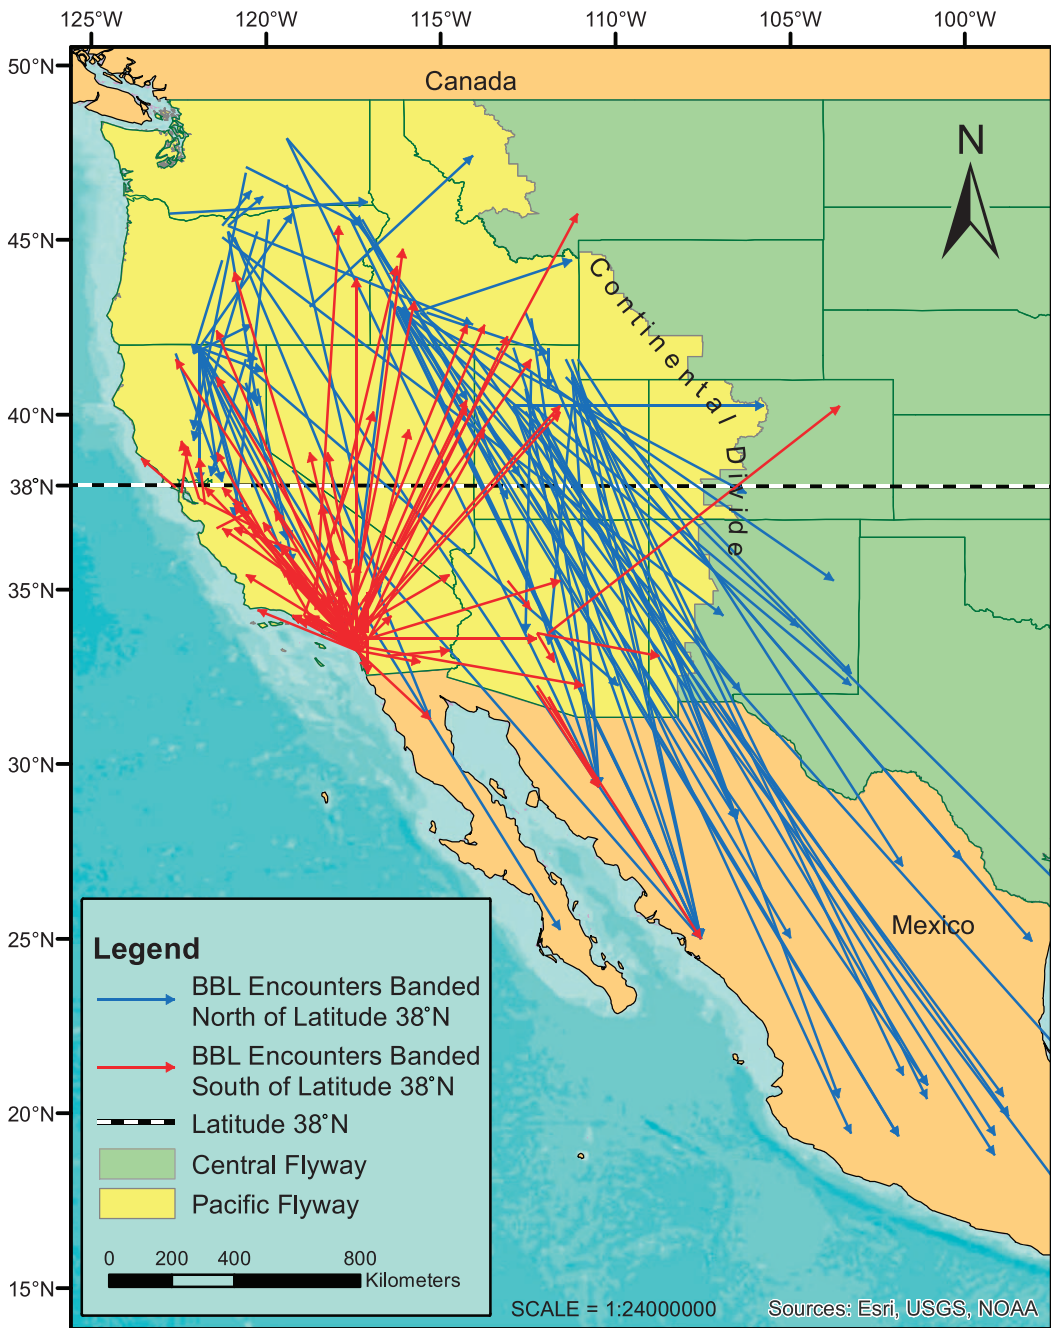 125°W 120°W 115°W 110°W 105°W 100°W
50°N
Canada
N
45°N
Continental Divide
40°N
38°N
35°N
30°N
25°N
Mexico
20°N
15°N
Legend
BBL Encounters Banded
North of Latitude 38°N
BBL Encounters Banded
South of Latitude 38°N
Latitude 38°N
Central Flyway
Pacific Flyway
0 200 400 800
Kilometers
SCALE = 1:24000000
Sources: Esri, USGS, NOAA